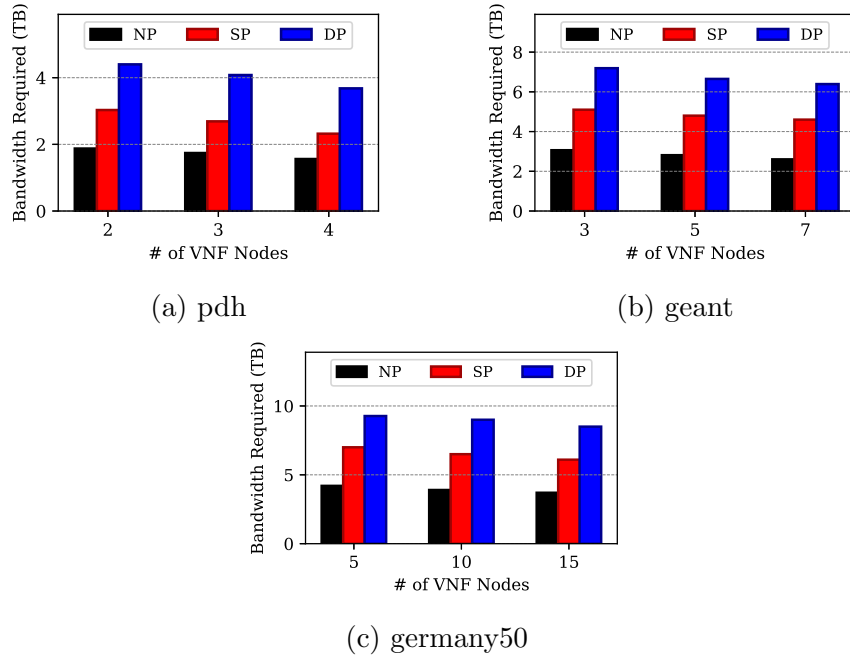 NP SP DP
Bandwidth Required (TB)
4
2
0
2 3 4
# of VNF Nodes
(a) pdh
NP SP DP
Bandwidth Required (TB)
8
6
4
2
0
3 5 7
# of VNF Nodes
(b) geant
NP SP DP
Bandwidth Required (TB)
10
5
0
5 10 15
# of VNF Nodes
(c) germany50